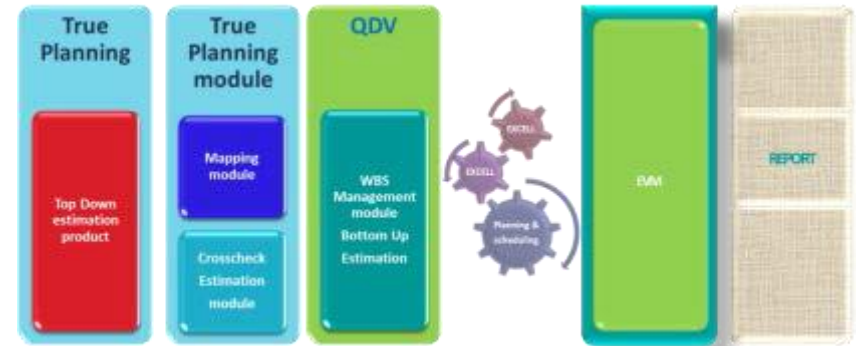 True
Planning
Top Down
estimation
product
True
Planning
module
Mapping
module
Crosscheck
Estimation
module
QDV
WBS
Management
module
Bottom Up
Estimation
EXCELL
EXCELL
Planning &
scheduling
EVM
REPORT